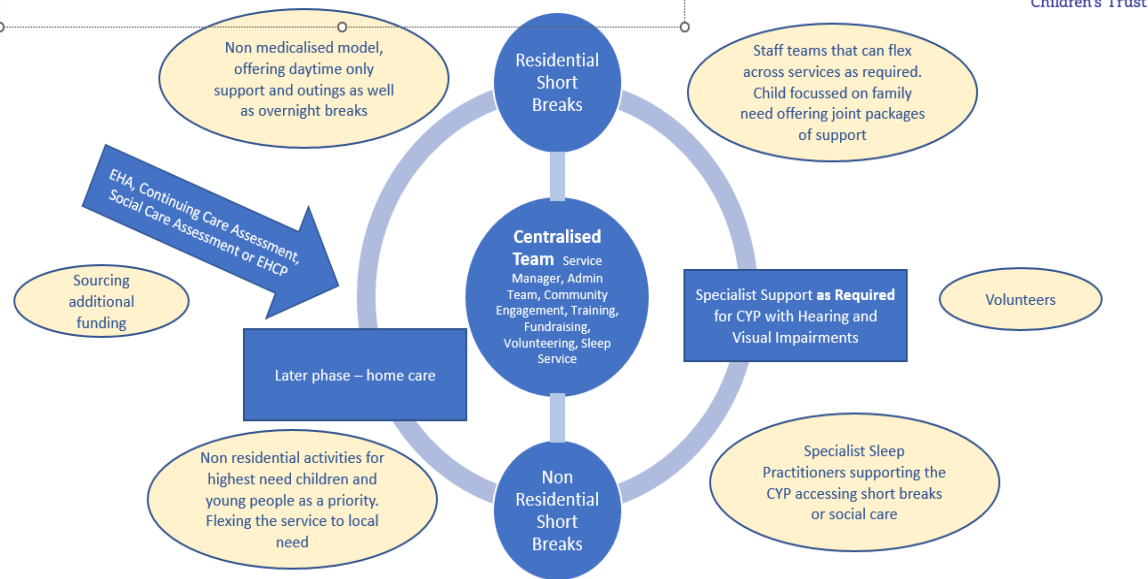 Children's Trust
Non medicalised model,
offering daytime only
support and outings as well
as overnight breaks
Residential
Short
Breaks
Staff teams that can flex
across services as required.
Child focussed on family
need offering joint packages
of support
EHA, Continuing Care Assessment,
Social Care Assessment or EHCP
Sourcing
additional
funding
Centralised
Team Service
Manager, Admin
Team, Community
Engagement, Training,
Fundraising,
Volunteering, Sleep
Service
Specialist Support as Required
for CYP with Hearing and
Visual Impairments
Volunteers
Later phase – home care
Non residential activities for
highest need children and
young people as a priority.
Flexing the service to local
need
Non
Residential
Short
Breaks
Specialist Sleep
Practitioners supporting the
CYP accessing short breaks
or social care